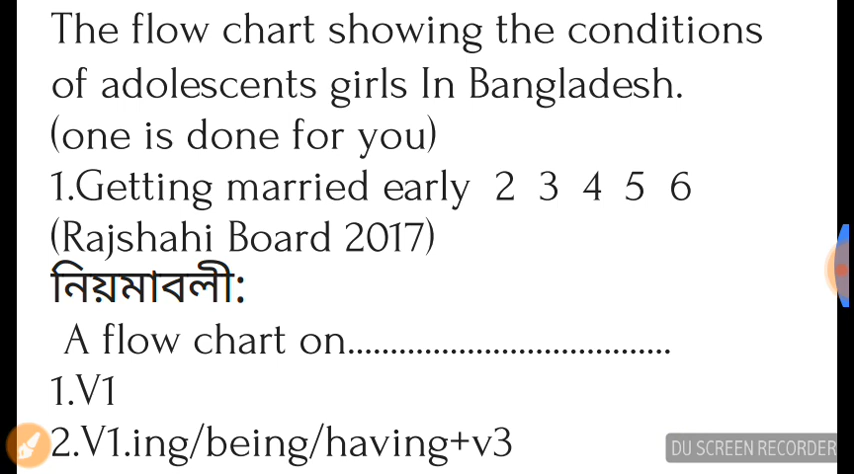 The flow chart showing the conditions
of adolescents girls In Bangladesh.
(one is done for you)
1.Getting married early 2 3 4 5 6
(Rajshahi Board 2017)
নিয়মাবলী:
A flow chart on......................................
1.V1
2.V1.ing/being/having+v3
DU SCREEN RECORDER